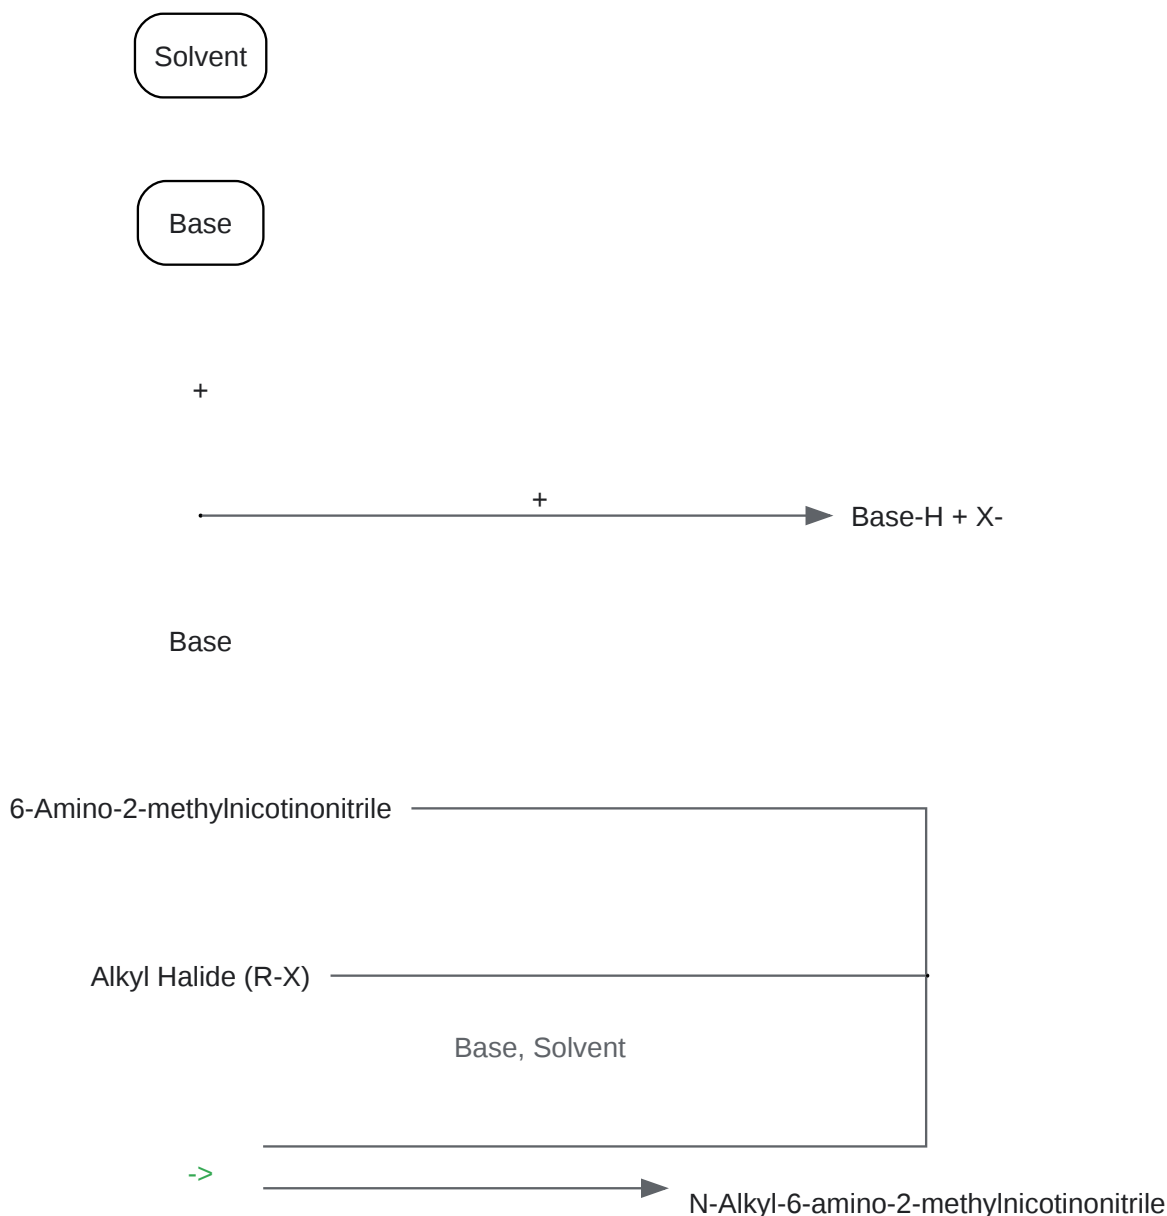 Solvent
Base
+
+
Base-H + X-
Base
6-Amino-2-methylnicotinonitrile
Alkyl Halide (R-X)
Base, Solvent
->
N-Alkyl-6-amino-2-methylnicotinonitrile